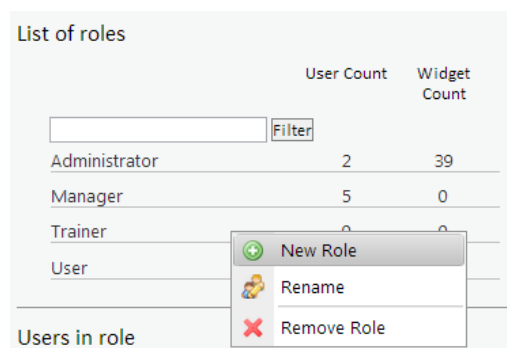 List of roles
User Count Widget
Count
Filter
Administrator 2 39
Manager 5 0
Trainer
New Role
User
Rename
Remove Role
Users in role